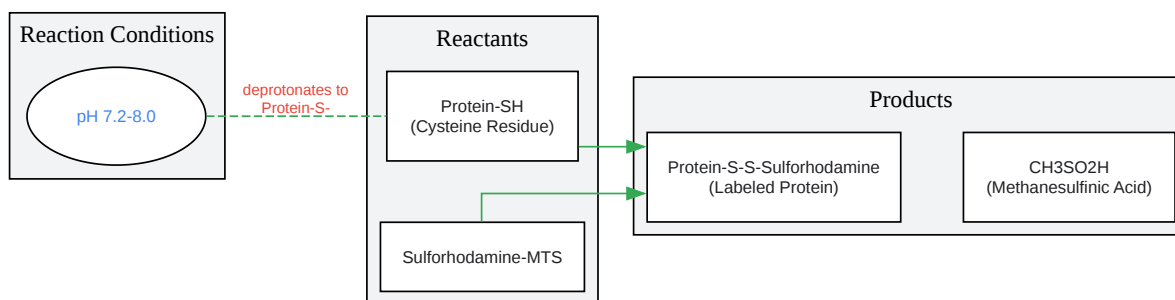 Reaction Conditions
pH 7.2-8.0
deprotonates to
Protein-S-
Reactants
Protein-SH
(Cysteine Residue)
Sulforhodamine-MTS
Products
Protein-S-S-Sulforhodamine
(Labeled Protein)
CH3SO2H
(Methanesulfinic Acid)